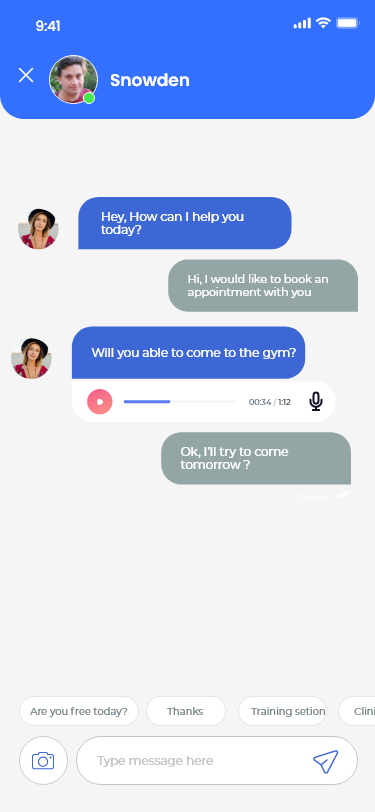 9:41
Snowden
Hey, How can I help you
today?
Hi, I would like to book an
appointment with you
Will you able to come to the gym?
00:34 / 1:12
Ok, I'll try to come
tomorrow ?
Are you free today?
Thanks
Training setion
Clini
Type message here